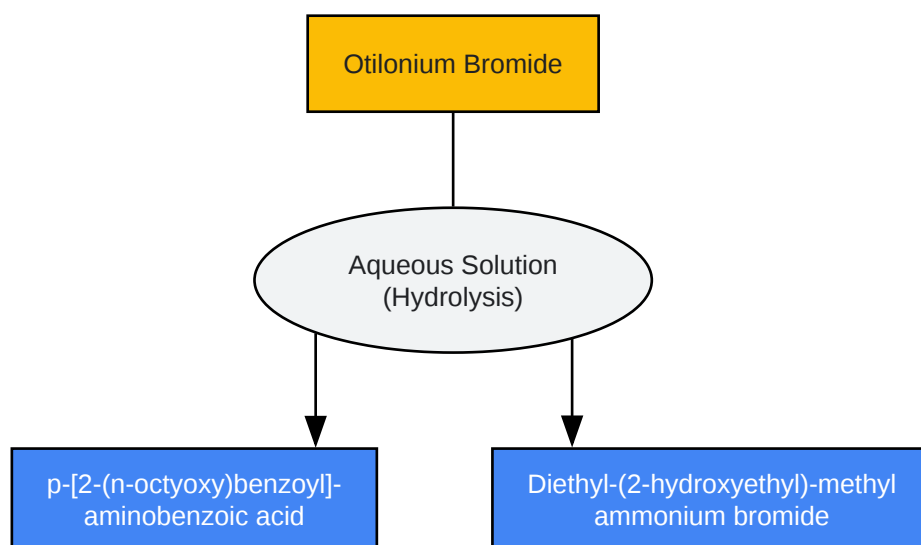 Otilonium Bromide
Aqueous Solution
(Hydrolysis)
p-[2-(n-octyoxy)benzoyl]-
aminobenzoic acid
Diethyl-(2-hydroxyethyl)-methyl
ammonium bromide